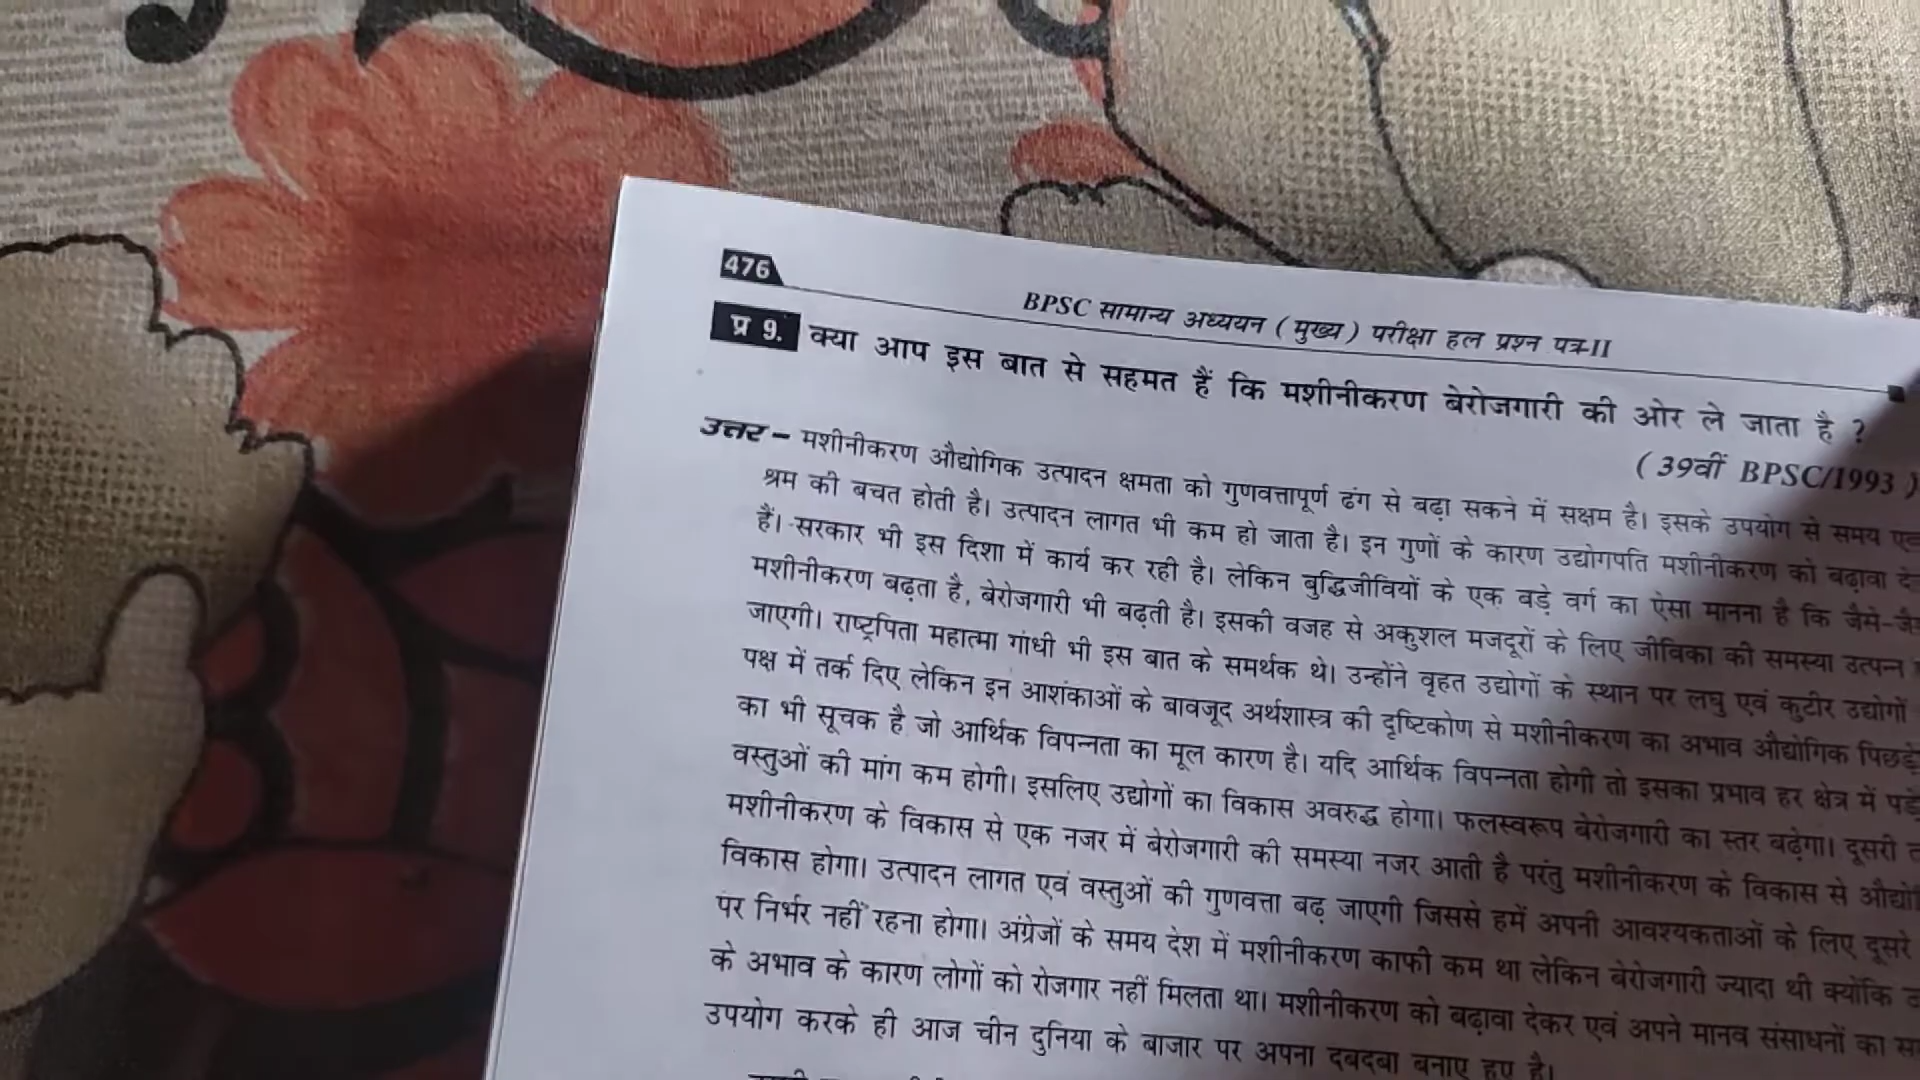 476
BPSC सामान्य अध्ययन ( मुख्य ) परीक्षा हल प्रश्न पत्र-II
प्र 9. क्या आप इस बात से सहमत हैं कि मशीनीकरण बेरोजगारी की ओर ले जाता है ?
( 39वीं BPSC/1993 )
उत्तर – मशीनीकरण औद्योगिक उत्पादन क्षमता को गुणवत्तापूर्ण ढंग से बढ़ा सकने में सक्षम है। इसके उपयोग से समय
श्रम की बचत होती है। उत्पादन लागत भी कम हो जाता है। इन गुणों के कारण उद्योगपति मशीनीकरण को बढ़ावा
हैं। सरकार भी इस दिशा में कार्य कर रही है। लेकिन बुद्धिजीवियों के एक बड़े वर्ग का ऐसा मानना है कि
मशीनीकरण बढ़ता है, बेरोजगारी भी बढ़ती है। इसकी वजह से अकुशल मजदूरों के लिए जीविका की समस्या उत्पन्न
जाएगी। राष्ट्रपिता महात्मा गांधी भी इस बात के समर्थक थे। उन्होंने वृहत उद्योगों के स्थान पर लघु एवं कुटीर उद्योगों
पक्ष में तर्क दिए लेकिन इन आशंकाओं के बावजूद अर्थशास्त्र की दृष्टिकोण से मशीनीकरण का अभाव औद्योगिक
का भी सूचक है जो आर्थिक विपन्नता का मूल कारण है। यदि आर्थिक विपन्नता होगी तो इसका प्रभाव हर क्षेत्र में
वस्तुओं की मांग कम होगी। इसलिए उद्योगों का विकास अवरुद्ध होगा। फलस्वरूप बेरोजगारी का स्तर बढ़ेगा। दूसरी
मशीनीकरण के विकास से एक नजर में बेरोजगारी की समस्या नजर आती है परंतु मशीनीकरण के विकास से
विकास होगा। उत्पादन लागत एवं वस्तुओं की गुणवत्ता बढ़ जाएगी जिससे हमें अपनी आवश्यकताओं के लिए दूसरे
पर निर्भर नहीं रहना होगा। अंग्रेजों के समय देश में मशीनीकरण काफी कम था लेकिन बेरोजगारी ज्यादा थी क्योंकि
के अभाव के कारण लोगों को रोजगार नहीं मिलता था। मशीनीकरण को बढ़ावा देकर एवं अपने मानव संसाधनों का
उपयोग करके ही आज चीन दुनिया के बाजार पर अपना दबदबा बनाए हुए है।